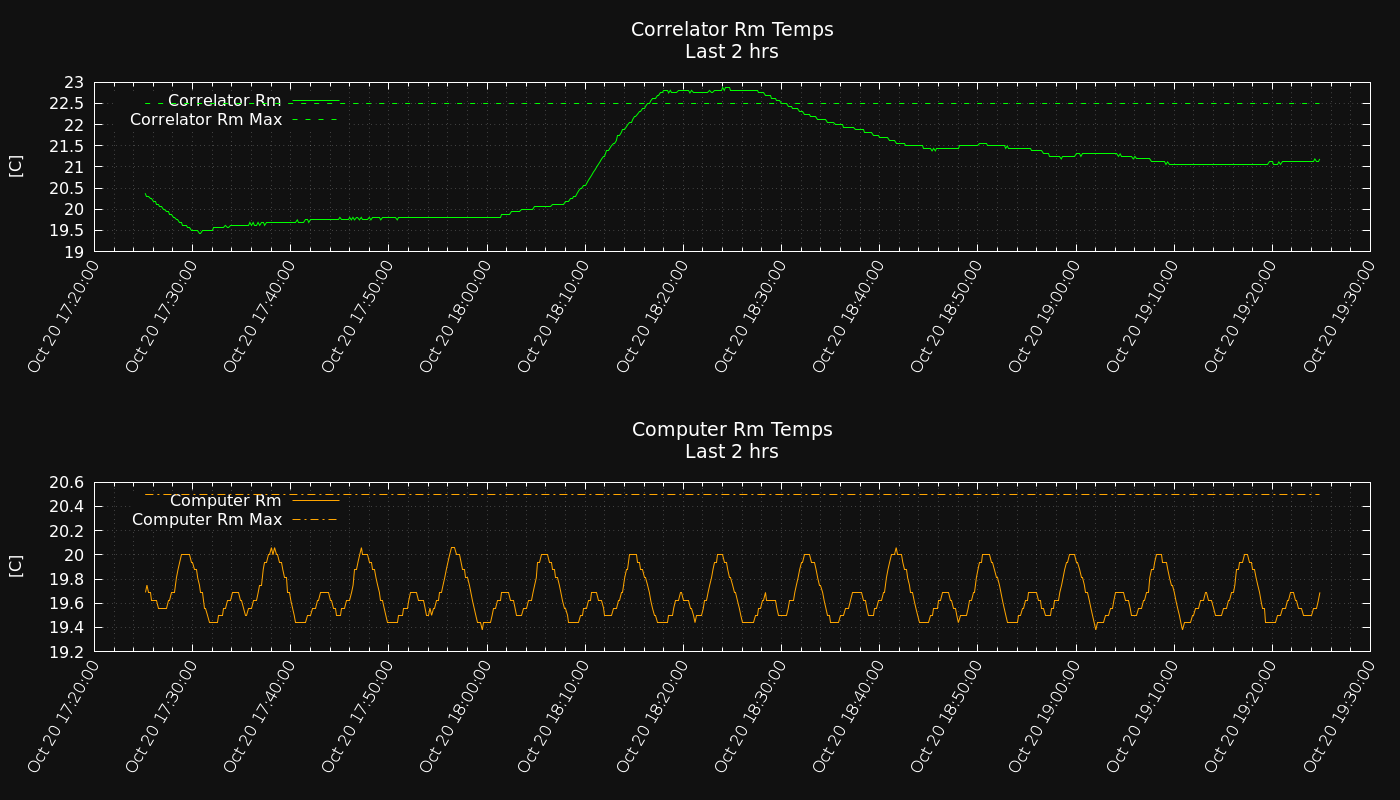 Correlator Rm Temps
Last 2 hrs
[C]
23
22.5
22
21.5
21
20.5
20
19.5
19
Correlator Rm
Correlator Rm Max
Oct 20 17:20:00
Oct 20 17:30:00
Oct 20 17:40:00
Oct 20 17:50:00
Oct 20 18:00:00
Oct 20 18:10:00
Oct 20 18:20:00
Oct 20 18:30:00
Oct 20 18:40:00
Oct 20 18:50:00
Oct 20 19:00:00
Oct 20 19:10:00
Oct 20 19:20:00
Oct 20 19:30:00
Computer Rm Temps
Last 2 hrs
[C]
20.6
20.4
20.2
20
19.8
19.6
19.4
19.2
Computer Rm
Computer Rm Max
Oct 20 17:20:00
Oct 20 17:30:00
Oct 20 17:40:00
Oct 20 17:50:00
Oct 20 18:00:00
Oct 20 18:10:00
Oct 20 18:20:00
Oct 20 18:30:00
Oct 20 18:40:00
Oct 20 18:50:00
Oct 20 19:00:00
Oct 20 19:10:00
Oct 20 19:20:00
Oct 20 19:30:00